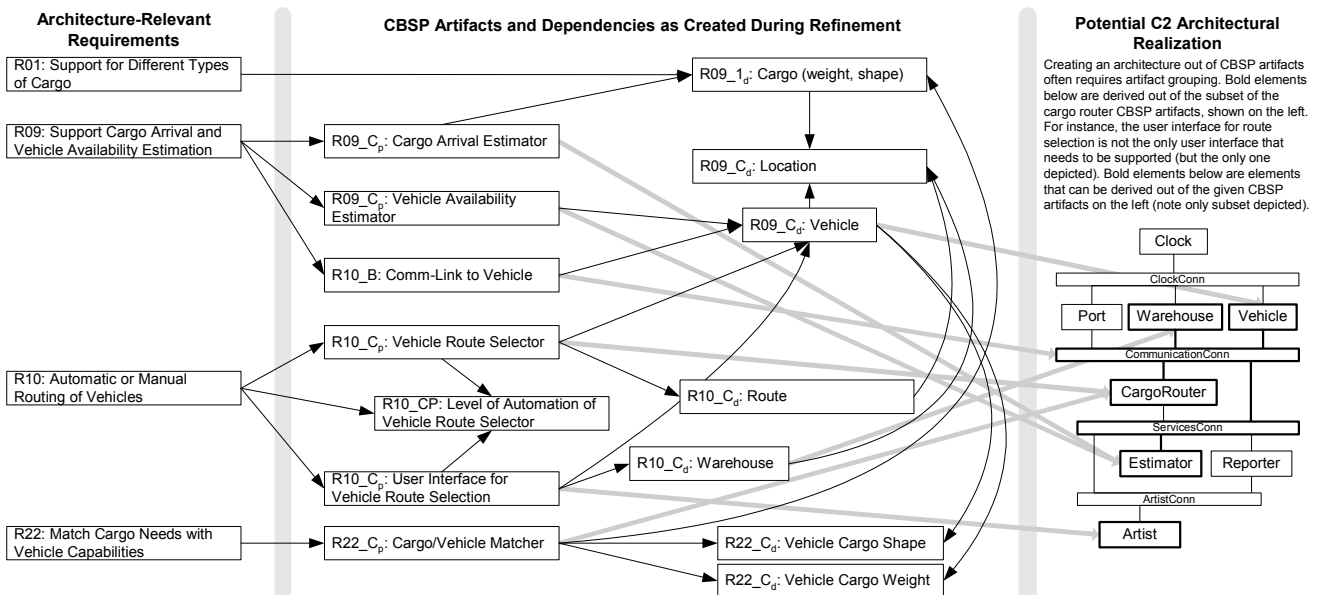 Architecture-Relevant
Requirements
R01: Support for Different Types
of Cargo
R09: Support Cargo Arrival and
Vehicle Availability Estimation
R10: Automatic or Manual
Routing of Vehicles
R22: Match Cargo Needs with
Vehicle Capabilities
CBSP Artifacts and Dependencies as Created During Refinement
R09_1d: Cargo (weight, shape)
R09_Cp: Cargo Arrival Estimator
R09_Cd: Location
R09_Cp: Vehicle Availability
Estimator
R09_Cd: Vehicle
R10_B: Comm-Link to Vehicle
R10_Cp: Vehicle Route Selector
R10_Cd: Route
R10_CP: Level of Automation of
Vehicle Route Selector
R10_Cd: Warehouse
R10_Cp: User Interface for
Vehicle Route Selection
R22_Cp: Cargo/Vehicle Matcher
R22_Cd: Vehicle Cargo Shape
R22_Cd: Vehicle Cargo Weight
Potential C2 Architectural
Realization
Creating an architecture out of CBSP artifacts
often requires artifact grouping. Bold elements
below are derived out of the subset of the
cargo router CBSP artifacts, shown on the left.
For instance, the user interface for route
selection is not the only user interface that
needs to be supported (but the only one
depicted). Bold elements below are elements
that can be derived out of the given CBSP
artifacts on the left (note only subset depicted).
Clock
ClockConn
Port
Warehouse
Vehicle
CommunicationConn
CargoRouter
ServicesConn
Estimator
Reporter
ArtistConn
Artist